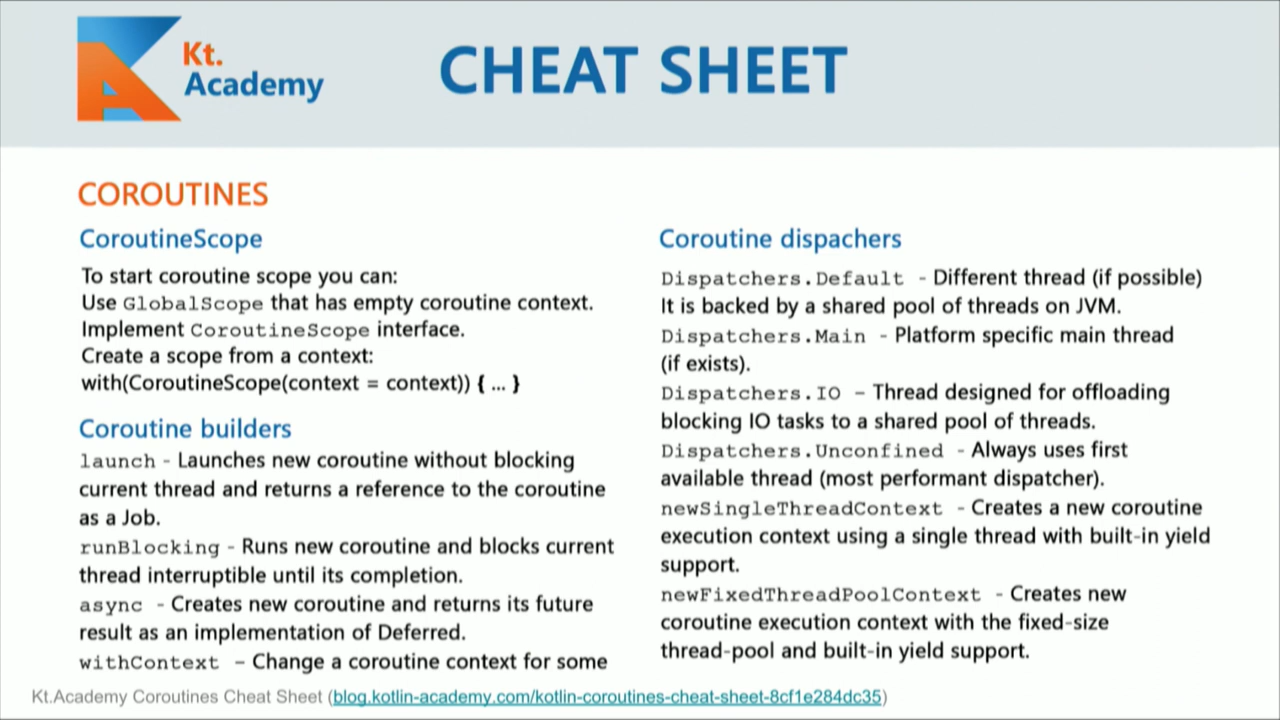 Kt.
Academy
CHEAT SHEET
COROUTINES
CoroutineScope
To start coroutine scope you can:
Use GlobalScope that has empty coroutine context.
Implement CoroutineScope interface.
Create a scope from a context:
with(CoroutineScope(context = context)) { ... }
Coroutine builders
launch - Launches new coroutine without blocking
current thread and returns a reference to the coroutine
as a Job.
runBlocking - Runs new coroutine and blocks current
thread interruptible until its completion.
async - Creates new coroutine and returns its future
result as an implementation of Deferred.
withContext – Change a coroutine context for some
Coroutine dispachers
Dispatchers.Default - Different thread (if possible)
It is backed by a shared pool of threads on JVM.
Dispatchers.Main - Platform specific main thread
(if exists).
Dispatchers.IO – Thread designed for offloading
blocking IO tasks to a shared pool of threads.
Dispatchers.Unconfined - Always uses first
available thread (most performant dispatcher).
newSingleThreadContext - Creates a new coroutine
execution context using a single thread with built-in yield
support.
newFixedThreadPoolContext - Creates new
coroutine execution context with the fixed-size
thread-pool and built-in yield support.
Kt.Academy Coroutines Cheat Sheet (blog.kotlin-academy.com/kotlin-coroutines-cheat-sheet-8cf1e284dc35)